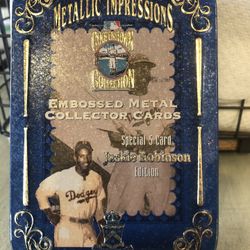 METALLIC IMPRESSIONS
COOPERSTOWN
COLLECTION
EMBOSSED METAL
COLLECTOR CARDS
Special 5 Card
Jackie Robinson
Edition
Dodgers